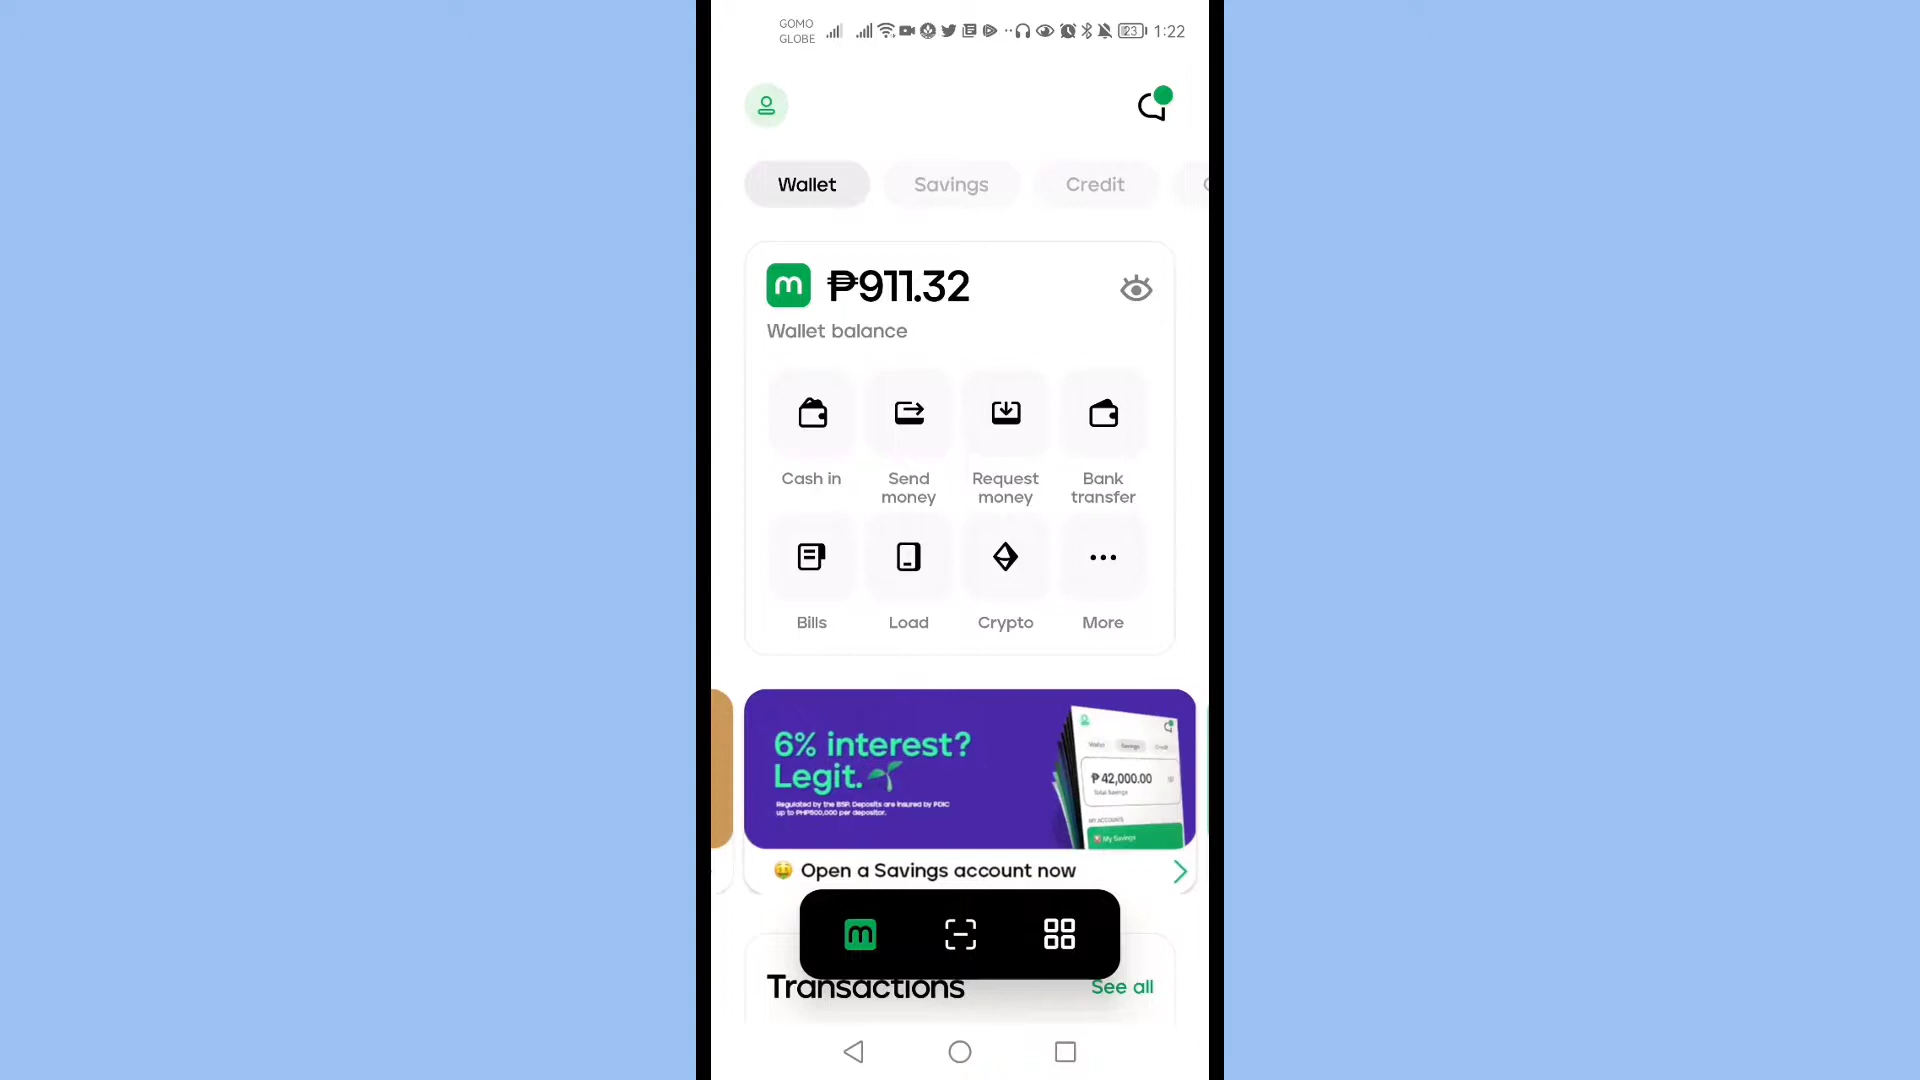 GOMO
GLOBE
23
1:22
Wallet
Savings
Credit
m
₱911.32
Wallet balance
Cash in
Send money
Request money
Bank transfer
Bills
Load
Crypto
More
6% interest?
Legit.
Regulated by the BSP. Deposits are insured by PDIC
up to PHP500,000 per depositor.
Wallet
Savings
Credit
₱ 42,000.00
Total Savings
MY ACCOUNTS
My Savings
Open a Savings account now
m
Transactions
See all